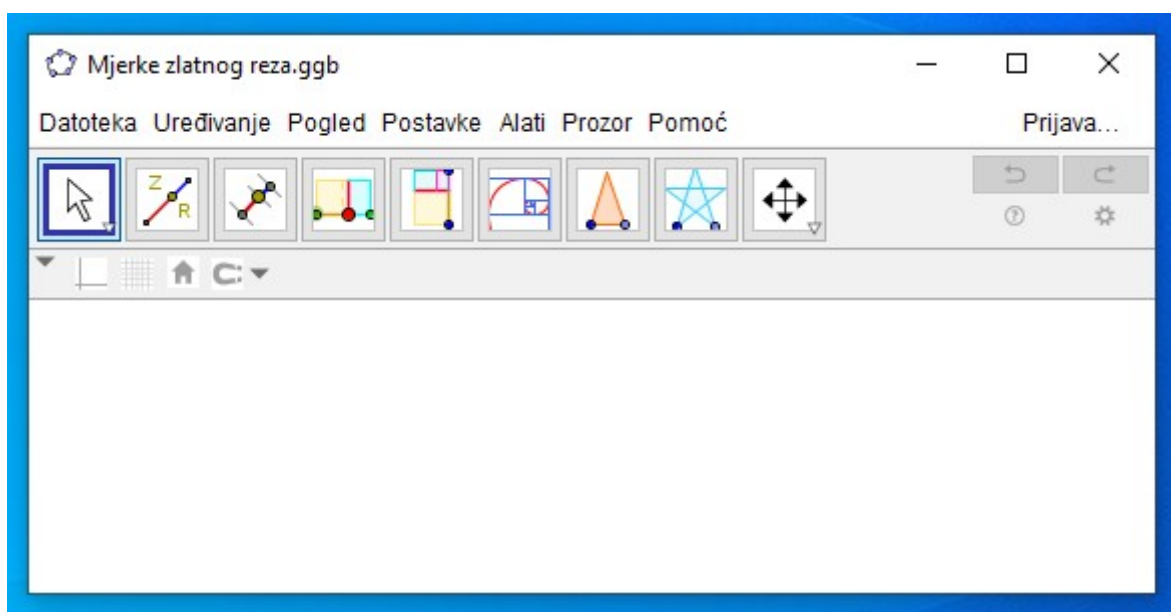 Mjerke zlatnog reza.ggb
Datoteka Uređivanje Pogled Postavke Alati Prozor Pomoć Prijava...
Z
R